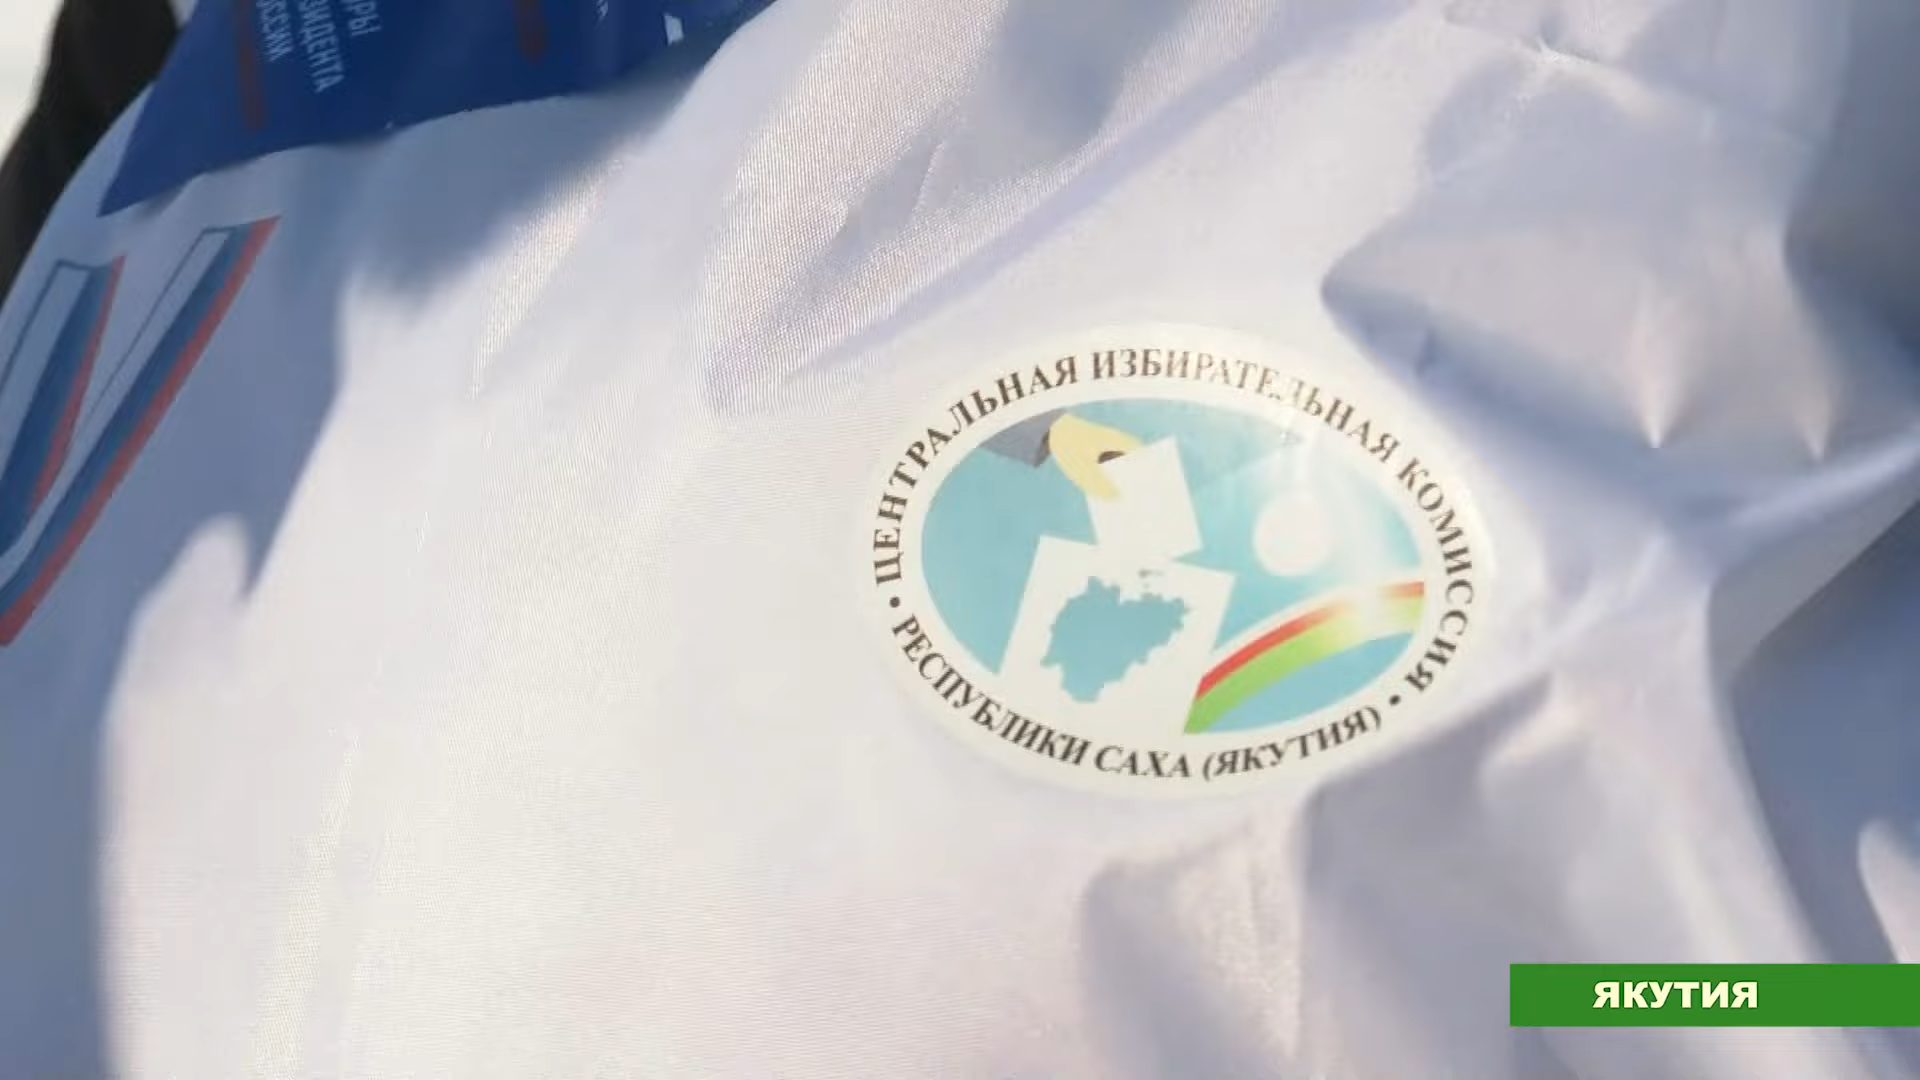 ЦЕНТРАЛЬНАЯ ИЗБИРАТЕЛЬНАЯ КОМИССИЯ
• РЕСПУБЛИКИ САХА (ЯКУТИЯ) •
ЯКУТИЯ